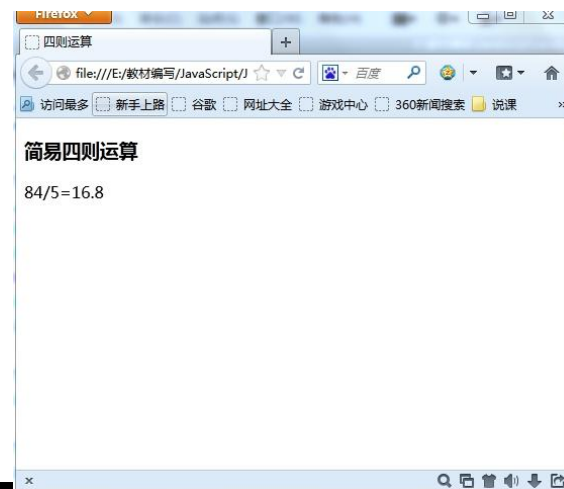 Firefox
四则运算
file:///E:/教材编写/JavaScript/J
百度
访问最多 新手上路 谷歌 网址大全 游戏中心 360新闻搜索 说课
简易四则运算
84/5=16.8